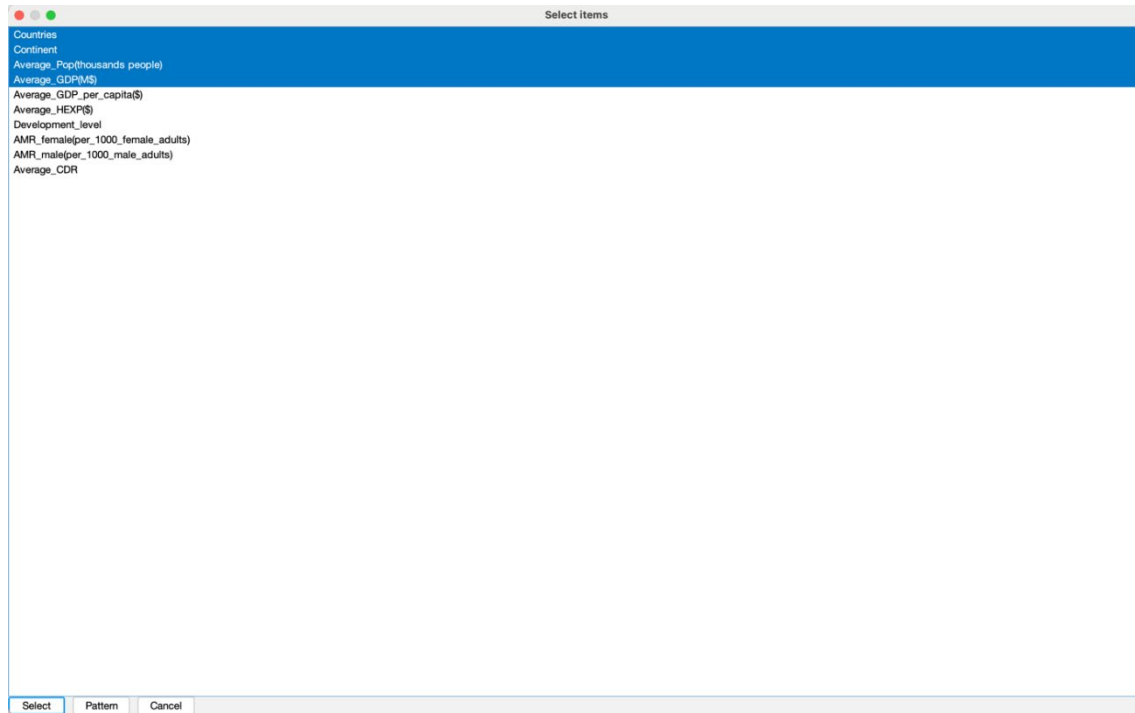 Select items
Countries
Continent
Average_Pop(thousands people)
Average_GDP(M$)
Average_GDP_per_capita($)
Average_HEXP($)
Development_level
AMR_female(per_1000_female_adults)
AMR_male(per_1000_male_adults)
Average_CDR
Select Pattern Cancel